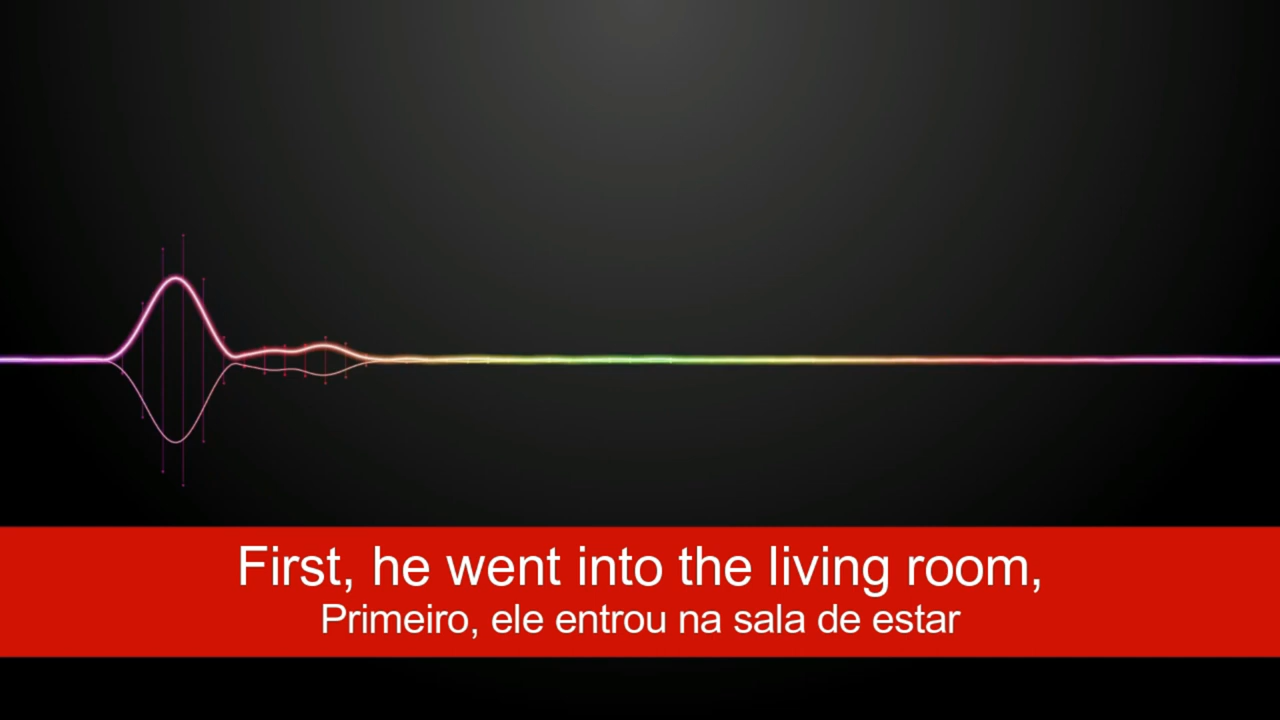 First, he went into the living room,
Primeiro, ele entrou na sala de estar